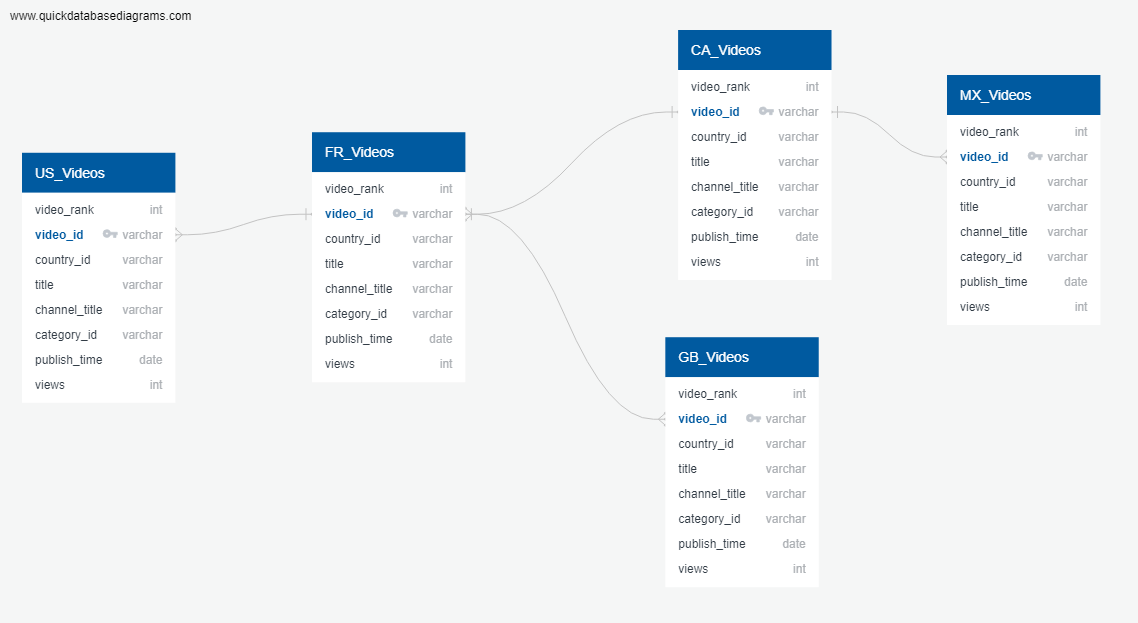 www.quickdatabasediagrams.com
US_Videos
video_rank int
video_id varchar
country_id varchar
title varchar
channel_title varchar
category_id varchar
publish_time date
views int
FR_Videos
video_rank int
video_id varchar
country_id varchar
title varchar
channel_title varchar
category_id varchar
publish_time date
views int
CA_Videos
video_rank int
video_id varchar
country_id varchar
title varchar
channel_title varchar
category_id varchar
publish_time date
views int
MX_Videos
video_rank int
video_id varchar
country_id varchar
title varchar
channel_title varchar
category_id varchar
publish_time date
views int
GB_Videos
video_rank int
video_id varchar
country_id varchar
title varchar
channel_title varchar
category_id varchar
publish_time date
views int